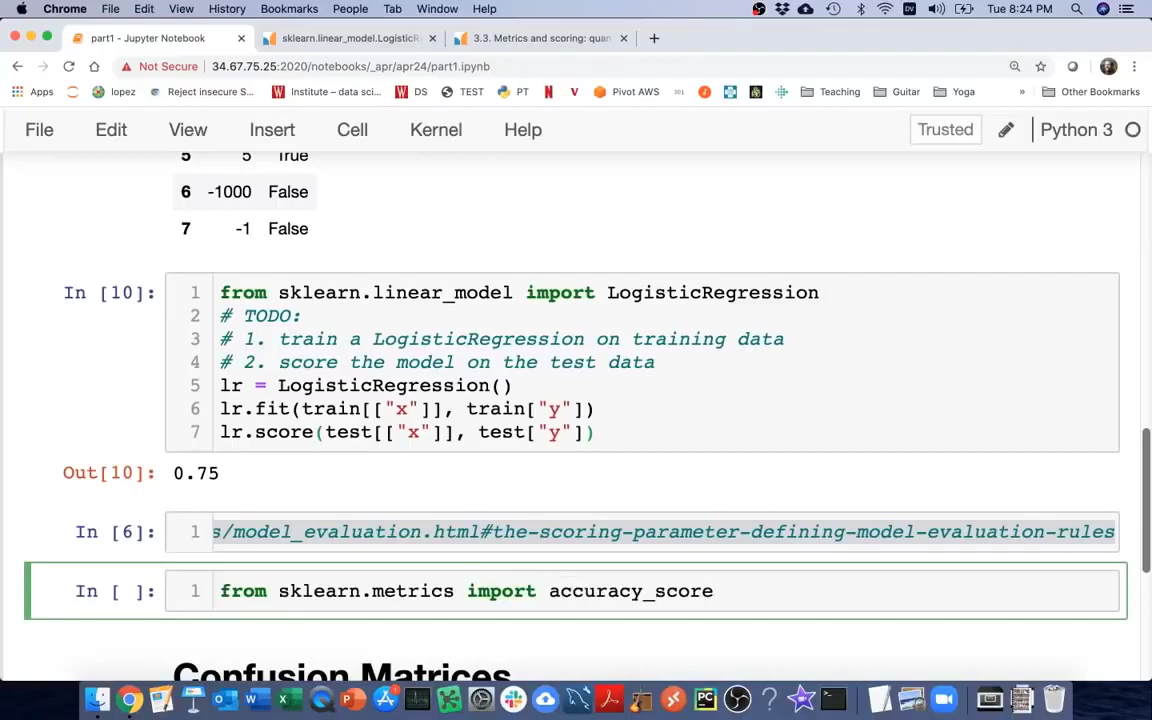 Chrome File Edit View History Bookmarks People Tab Window Help Tue 8:24 PM
part1 - Jupyter Notebook sklearn.linear_model.LogisticR 3.3. Metrics and scoring: quan
Not Secure 34.67.75.25:2020/notebooks/_apr/apr24/part1.ipynb
Apps lopez Reject insecure S... Institute – data sci... DS TEST PT Pivot AWS Teaching Guitar Yoga » Other Bookmarks
File Edit View Insert Cell Kernel Help Trusted Python 3
5 5 True
6 -1000 False
7 -1 False
In [10]: 1 from sklearn.linear_model import LogisticRegression
2 # TODO:
3 # 1. train a LogisticRegression on training data
4 # 2. score the model on the test data
5 lr = LogisticRegression()
6 lr.fit(train[["x"]], train["y"])
7 lr.score(test[["x"]], test["y"])
Out[10]: 0.75
In [6]: 1 s/model_evaluation.html#the-scoring-parameter-defining-model-evaluation-rules
In [ ]: 1 from sklearn.metrics import accuracy_score
Confusion Matrices